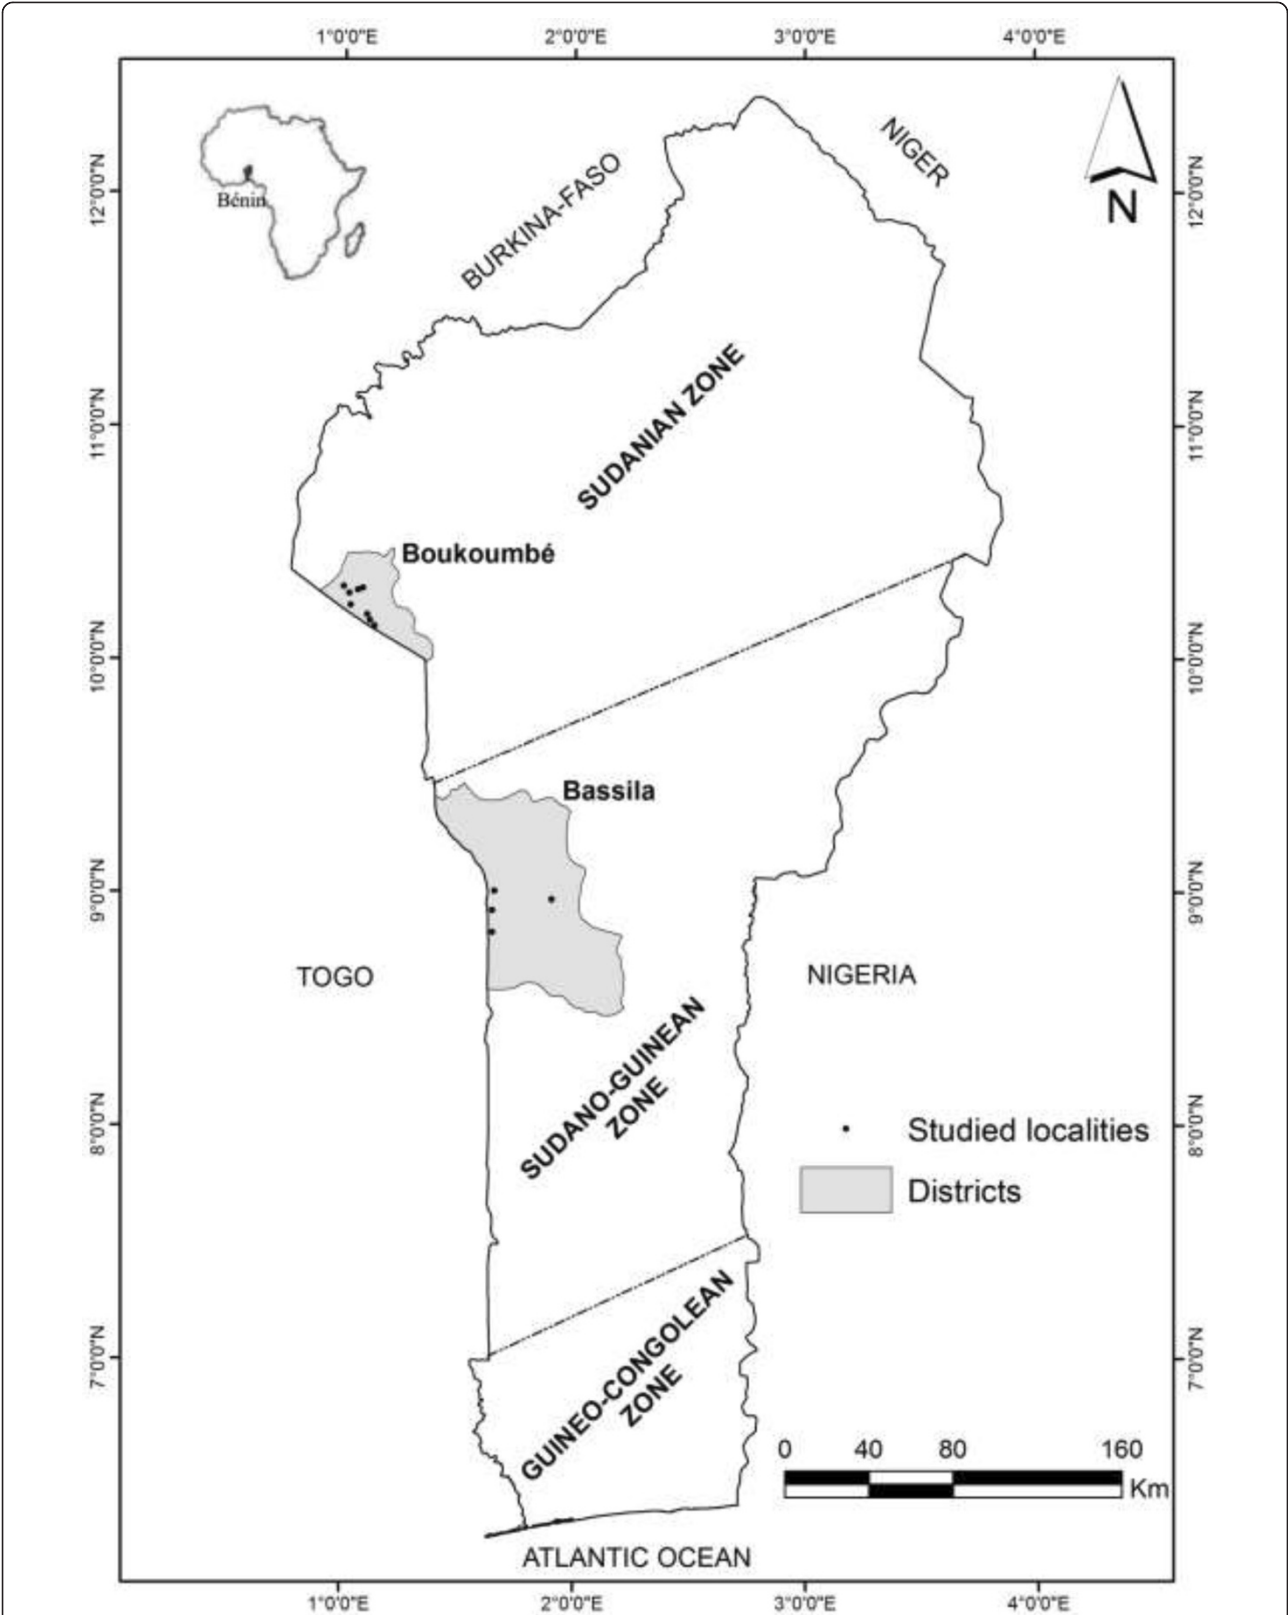 1°0'0"E
2°0'0"E
3°0'0"E
4°0'0"E
12°0'0"N
11°0'0"N
10°0'0"N
9°0'0"N
8°0'0"N
7°0'0"N
Bénin
BURKINA-FASO
NIGER
N
SUDANIAN ZONE
Boukoumbé
Bassila
TOGO
NIGERIA
SUDANO-GUINEAN
ZONE
Studied localities
Districts
GUINEO-CONGOLEAN
ZONE
0 40 80 160
Km
ATLANTIC OCEAN
12°0'0"N
11°0'0"N
10°0'0"N
9°0'0"N
8°0'0"N
7°0'0"N
1°0'0"E
2°0'0"E
3°0'0"E
4°0'0"E